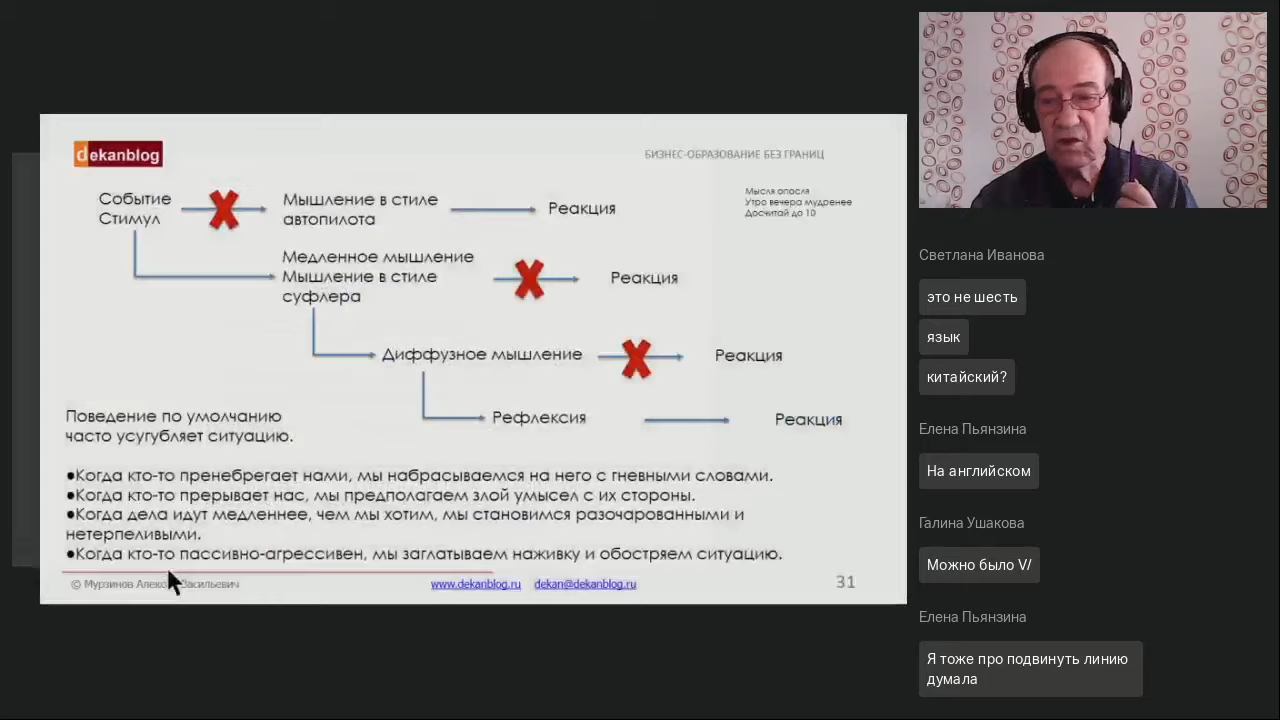 dekanblog
БИЗНЕС-ОБРАЗОВАНИЕ БЕЗ ГРАНИЦ
Событие
Стимул
Мышление в стиле
автопилота
Реакция
Мысля опосля
Утро вечера мудренее
Досчитай до 10
Медленное мышление
Мышление в стиле
суфлера
Реакция
Диффузное мышление
Реакция
Рефлексия
Реакция
Поведение по умолчанию
часто усугубляет ситуацию.
●Когда кто-то пренебрегает нами, мы набрасываемся на него с гневными словами.
●Когда кто-то прерывает нас, мы предполагаем злой умысел с их стороны.
●Когда дела идут медленнее, чем мы хотим, мы становимся разочарованными и
нетерпеливыми.
●Когда кто-то пассивно-агрессивен, мы заглатываем наживку и обостряем ситуацию.
© Мурзинов
www.dekanblog.ru
dekan@dekanblog.ru
31
Светлана Иванова
это не шесть
язык
китайский?
Елена Пьянзина
На английском
Галина Ушакова
Можно было V/
Елена Пьянзина
Я тоже про подвинуть линию
думала